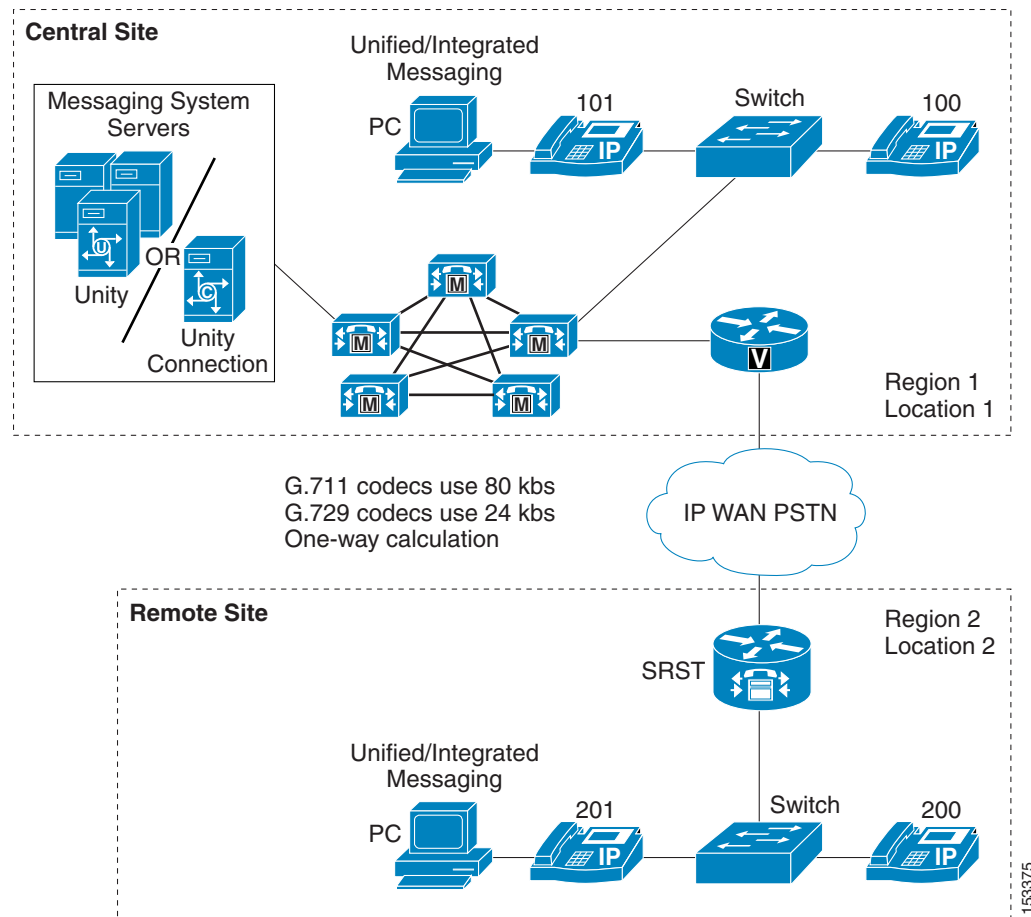 Central Site
Unified/Integrated
Messaging
Messaging System
Servers
PC
101
IP
Switch
100
IP
U
OR
C
Unity
Unity
Connection
M
M
M
M
M
V
Region 1
Location 1
G.711 codecs use 80 kbs
G.729 codecs use 24 kbs
One-way calculation
IP WAN PSTN
Remote Site
Region 2
Location 2
SRST
Unified/Integrated
Messaging
PC
201
IP
Switch
200
IP
153375